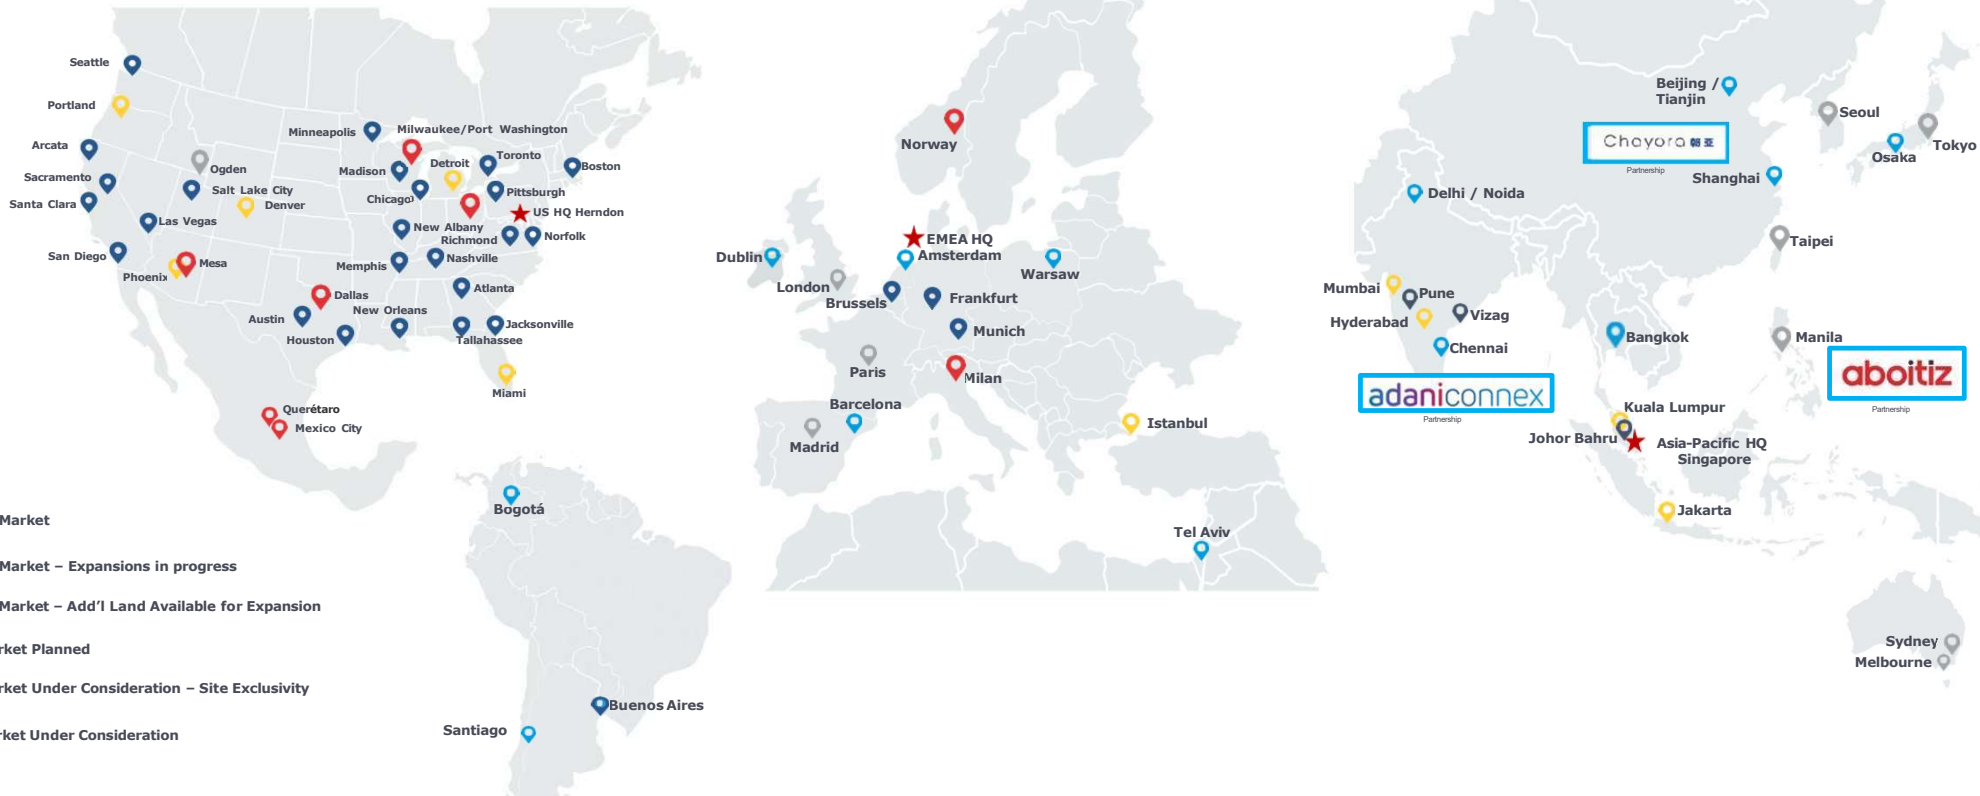 Seattle
Portland
Arcata
Sacramento
Santa Clara
San Diego
Ogden
Salt Lake City
Denver
Las Vegas
Phoenix
Mesa
Minneapolis
Milwaukee/Port Washington
Madison
Detroit
Toronto
Boston
Chicago
Pittsburgh
US HQ Herndon
New Albany
Richmond
Norfolk
Memphis
Nashville
Dallas
Atlanta
New Orleans
Austin
Houston
Jacksonville
Tallahassee
Miami
Querétaro
Mexico City
Bogotá
Buenos Aires
Santiago
Market
Market – Expansions in progress
Market – Add’l Land Available for Expansion
rket Planned
rket Under Consideration – Site Exclusivity
rket Under Consideration
Norway
Dublin
EMEA HQ
Amsterdam
London
Brussels
Warsaw
Frankfurt
Munich
Paris
Milan
Barcelona
Madrid
Istanbul
Tel Aviv
Beijing /
Tianjin
Seoul
Tokyo
Osaka
Chayora
Partnership
Shanghai
Delhi / Noida
Taipei
Mumbai
Pune
Hyderabad
Vizag
Chennai
Bangkok
Manila
adaniconnex
Partnership
aboitiz
Partnership
Kuala Lumpur
Johor Bahru
Asia-Pacific HQ
Singapore
Jakarta
Sydney
Melbourne